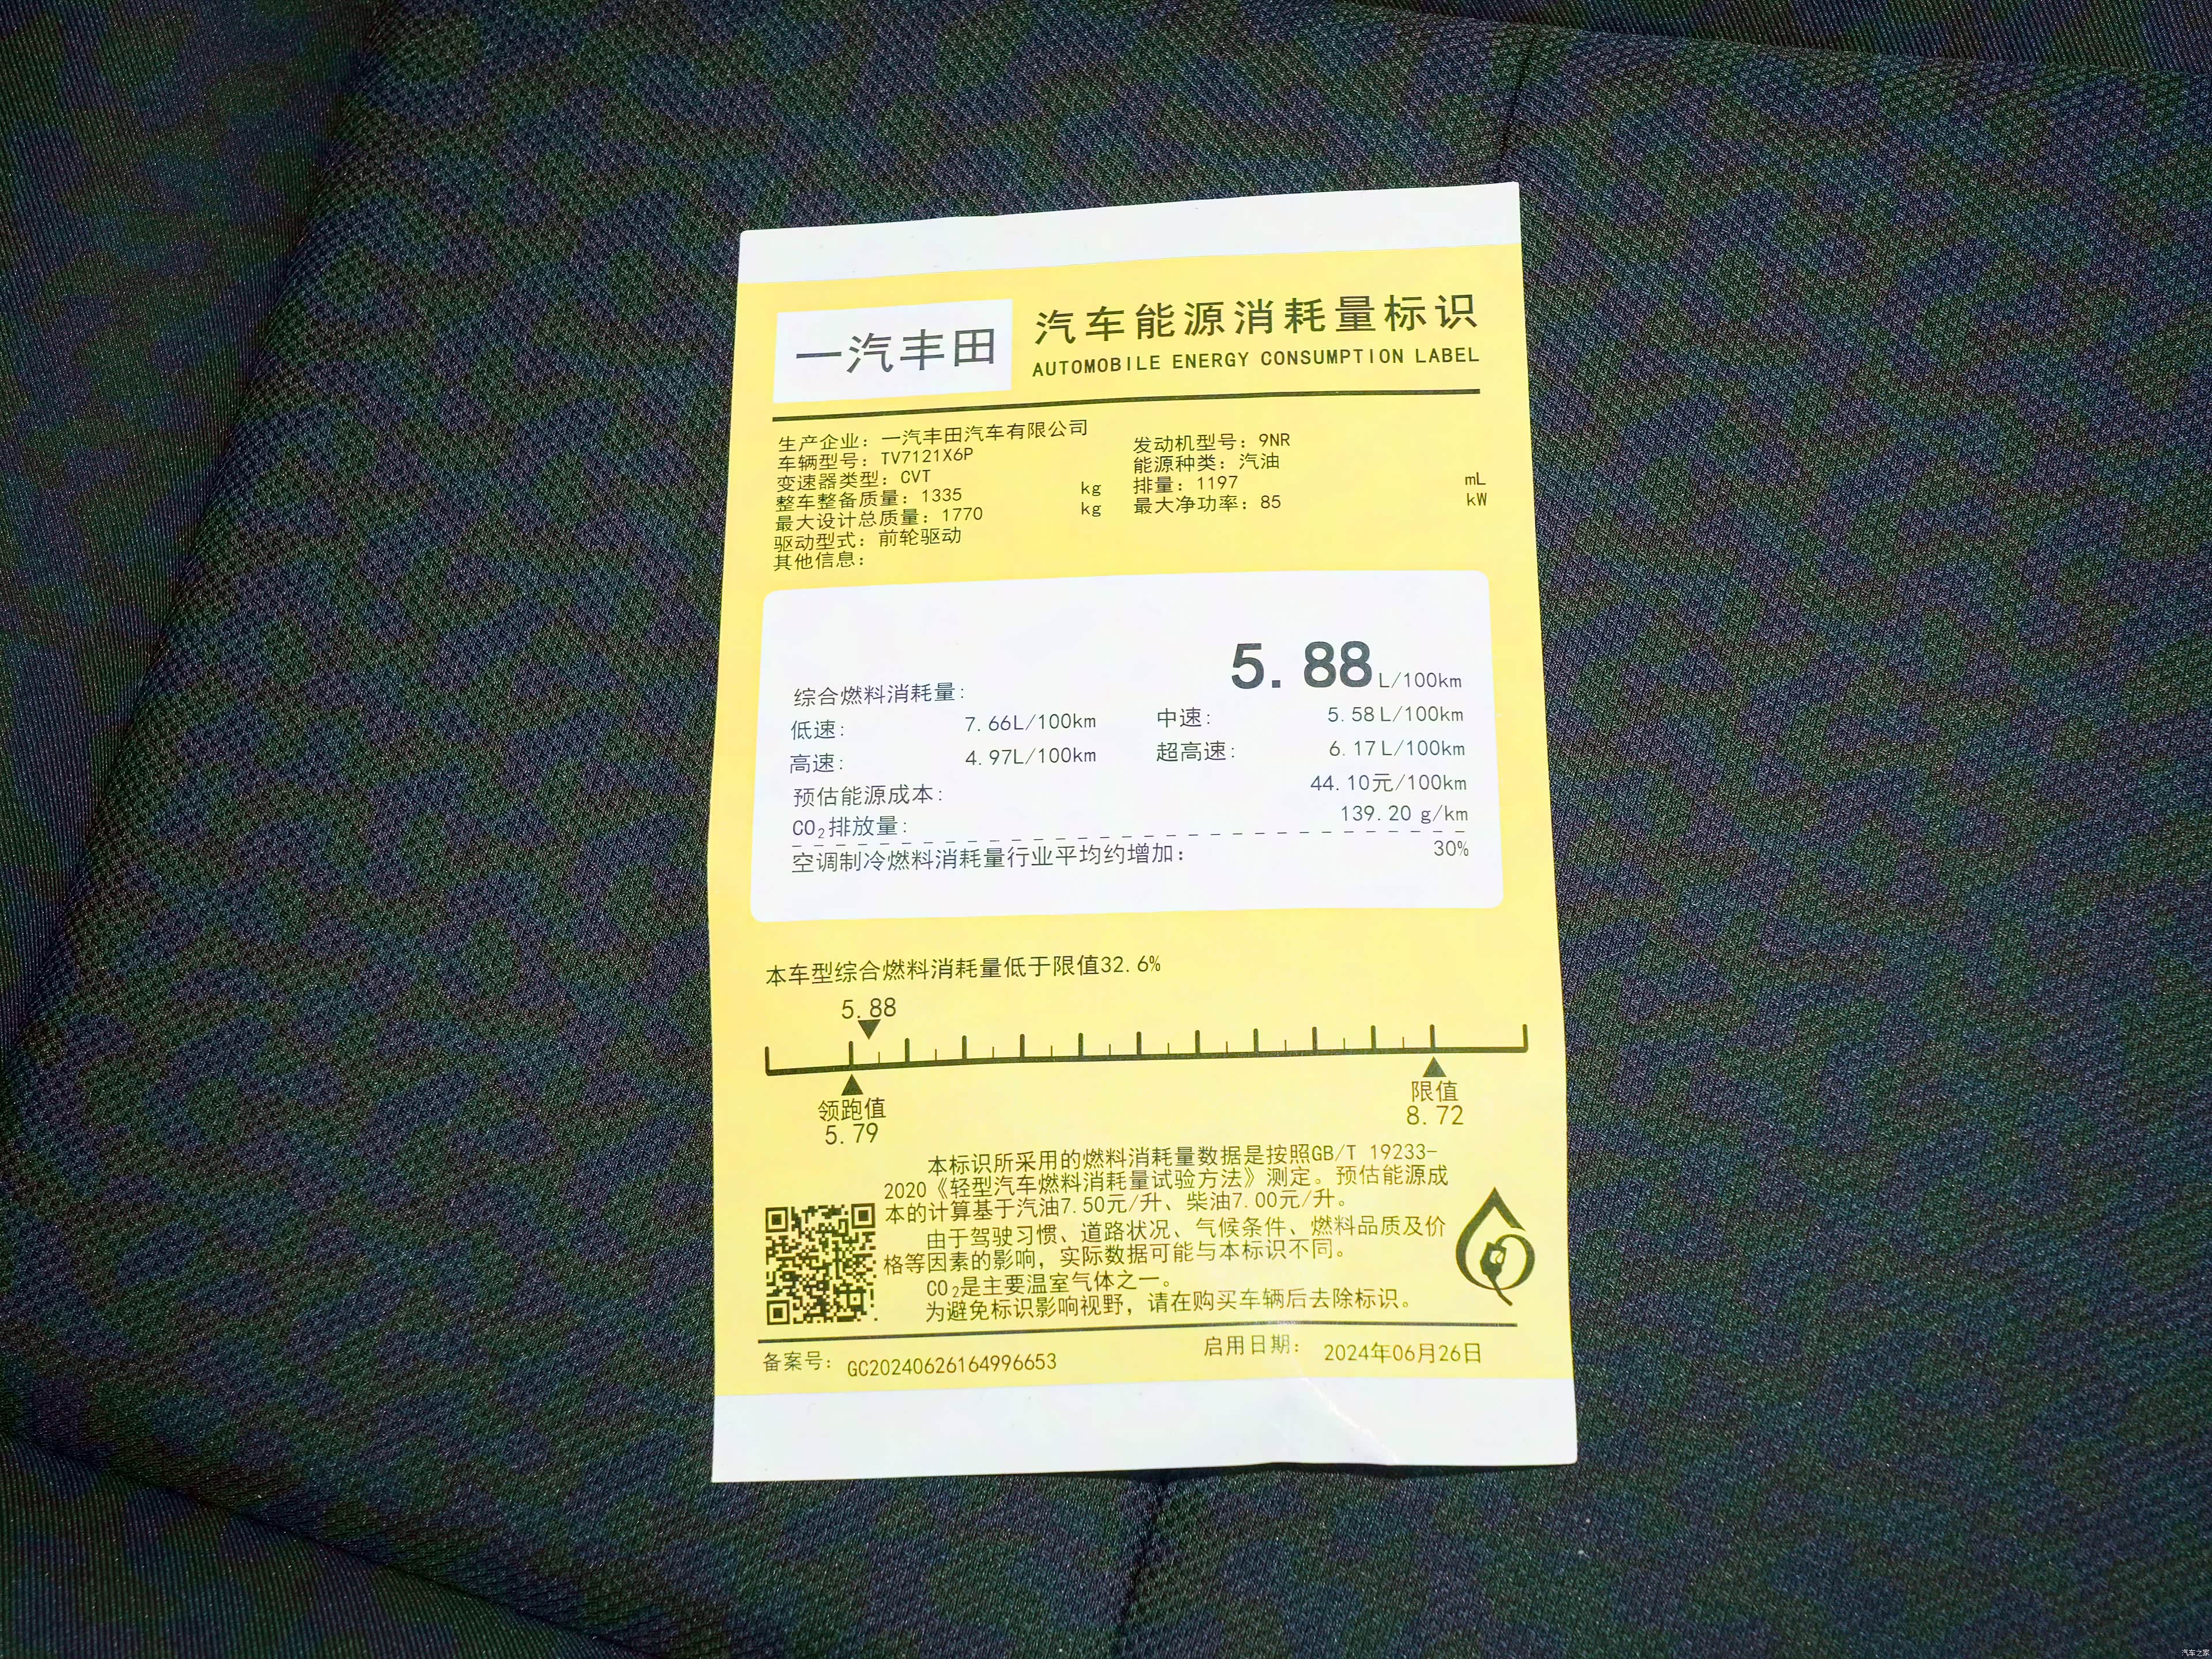 一汽丰田
汽车能源消耗量标识
AUTOMOBILE ENERGY CONSUMPTION LABEL
生产企业：一汽丰田汽车有限公司
车辆型号：TV7121X6P
变速器类型：CVT
整车整备质量：1335 kg
最大设计总质量：1770 kg
驱动型式：前轮驱动
其他信息：
发动机型号：9NR
能源种类：汽油
排量：1197 mL
最大净功率：85 kW
综合燃料消耗量： 5.88 L/100km
低速： 7.66L/100km 中速： 5.58L/100km
高速： 4.97L/100km 超高速： 6.17L/100km
预估能源成本： 44.10元/100km
CO₂排放量： 139.20 g/km
空调制冷燃料消耗量行业平均约增加： 30%
本车型综合燃料消耗量低于限值32.6%
5.88
领跑值 限值
5.79 8.72
本标识所采用的燃料消耗量数据是按照GB/T 19233-
2020《轻型汽车燃料消耗量试验方法》测定。预估能源成
本的计算基于汽油7.50元/升、柴油7.00元/升。
由于驾驶习惯、道路状况、气候条件、燃料品质及价
格等因素的影响，实际数据可能与本标识不同。
CO₂是主要温室气体之一。
为避免标识影响视野，请在购买车辆后去除标识。
备案号： GC20240626164996653 启用日期： 2024年06月26日
汽车之家